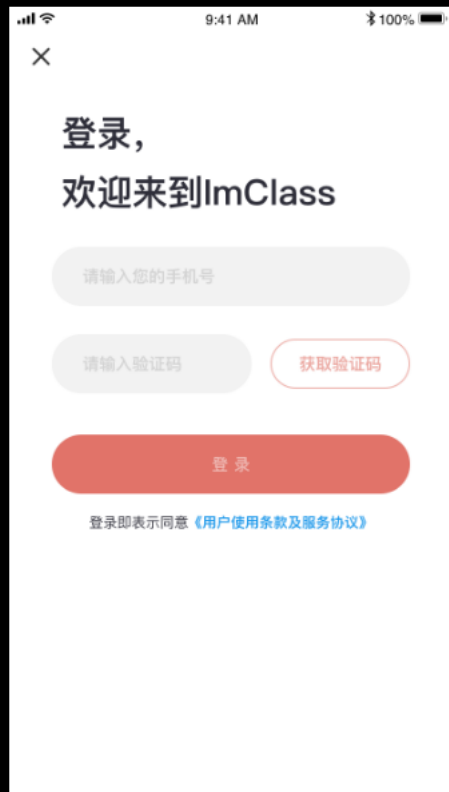 9:41 AM 100%
登录，
欢迎来到ImClass
请输入您的手机号
请输入验证码 获取验证码
登 录
登录即表示同意《用户使用条款及服务协议》